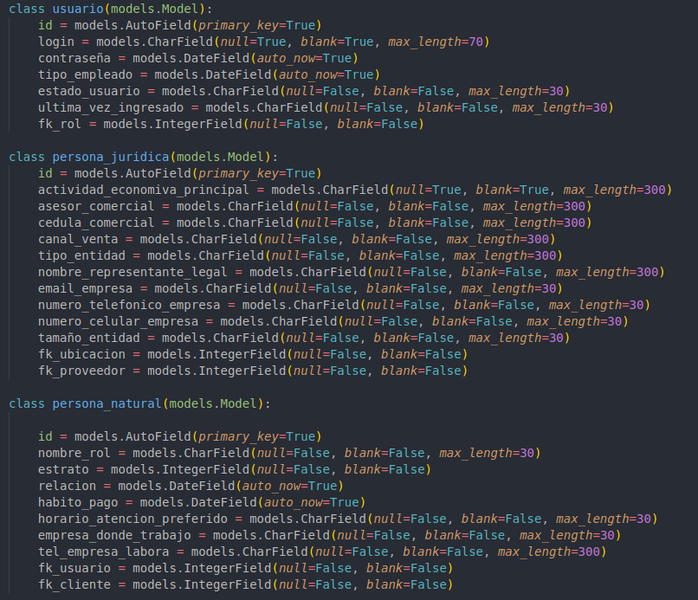 class usuario(models.Model):
id = models.AutoField(primary_key=True)
login = models.CharField(null=True, blank=True, max_length=70)
contraseña = models.DateField(auto_now=True)
tipo_empleado = models.DateField(auto_now=True)
estado_usuario = models.CharField(null=False, blank=False, max_length=30)
ultima_vez_ingresado = models.CharField(null=False, blank=False, max_length=30)
fk_rol = models.IntegerField(null=False, blank=False)
class persona_juridica(models.Model):
id = models.AutoField(primary_key=True)
actividad_economiva_principal = models.CharField(null=True, blank=True, max_length=300)
asesor_comercial = models.CharField(null=False, blank=False, max_length=300)
cedula_comercial = models.CharField(null=False, blank=False, max_length=300)
canal_venta = models.CharField(null=False, blank=False, max_length=300)
tipo_entidad = models.CharField(null=False, blank=False, max_length=300)
nombre_representante_legal = models.CharField(null=False, blank=False, max_length=300)
email_empresa = models.CharField(null=False, blank=False, max_length=30)
numero_telefonico_empresa = models.CharField(null=False, blank=False, max_length=30)
numero_celular_empresa = models.CharField(null=False, blank=False, max_length=30)
tamaño_entidad = models.CharField(null=False, blank=False, max_length=30)
fk_ubicacion = models.IntegerField(null=False, blank=False)
fk_proveedor = models.IntegerField(null=False, blank=False)
class persona_natural(models.Model):
id = models.AutoField(primary_key=True)
nombre_rol = models.CharField(null=False, blank=False, max_length=30)
estrato = models.IntegerField(null=False, blank=False)
relacion = models.DateField(auto_now=True)
habito_pago = models.DateField(auto_now=True)
horario_atencion_preferido = models.CharField(null=False, blank=False, max_length=30)
empresa_donde_trabajo = models.CharField(null=False, blank=False, max_length=30)
tel_empresa_labora = models.CharField(null=False, blank=False, max_length=300)
fk_usuario = models.IntegerField(null=False, blank=False)
fk_cliente = models.IntegerField(null=False, blank=False)